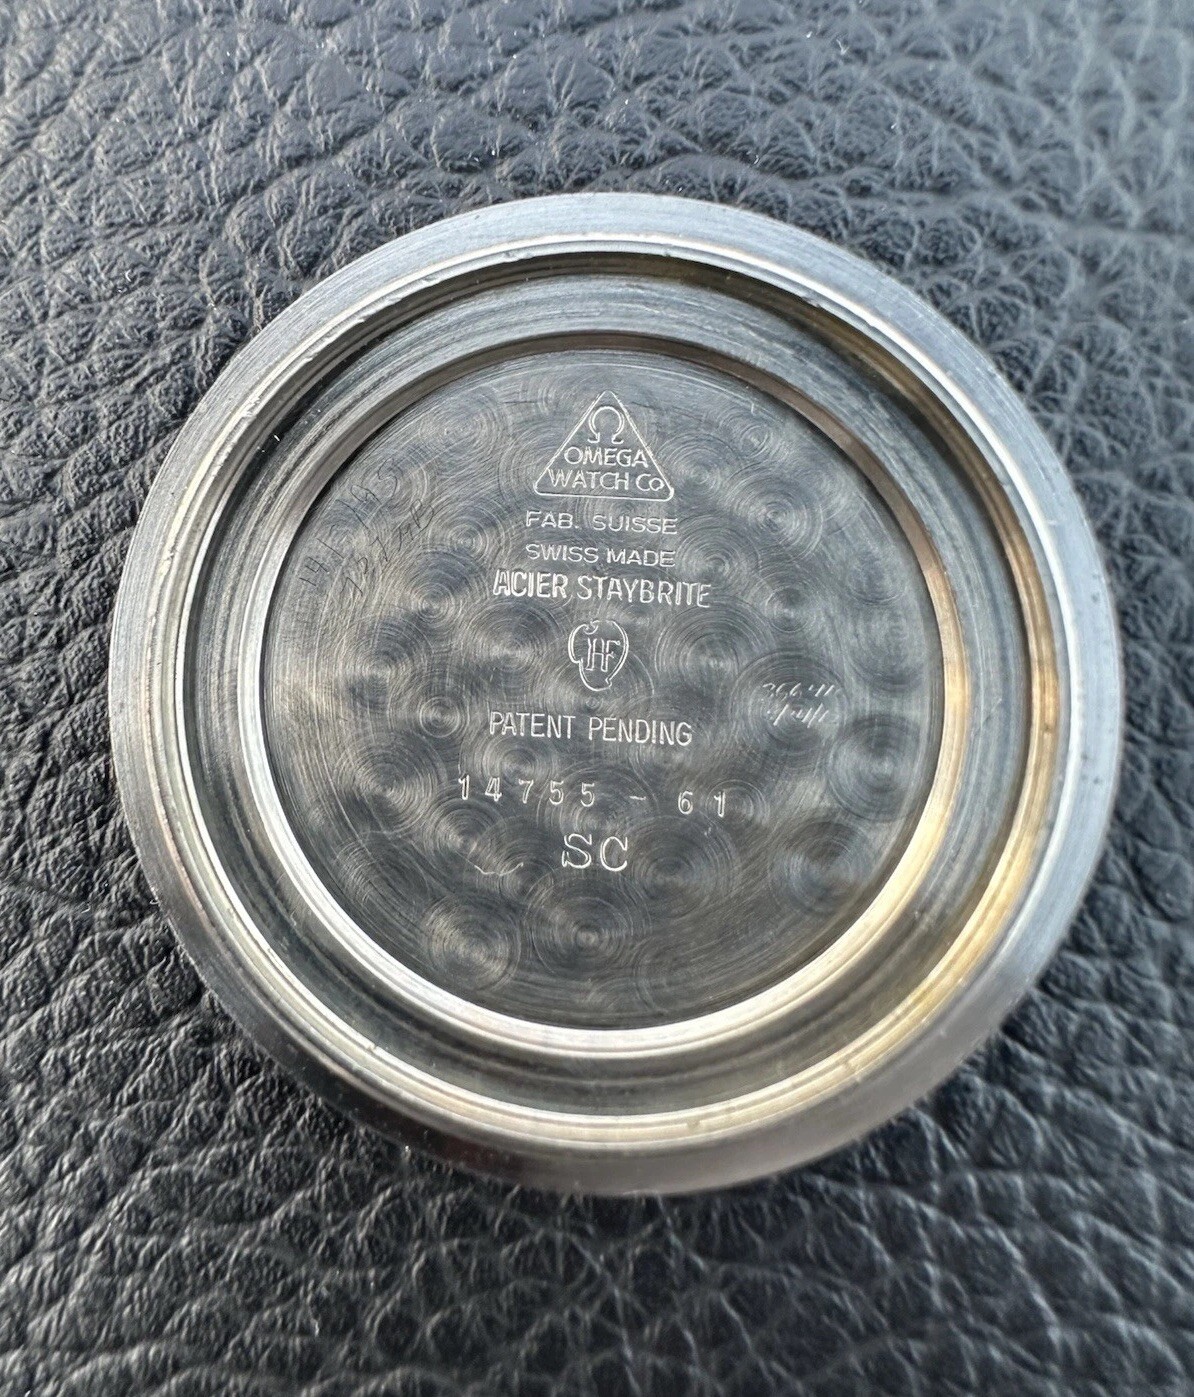 Ω
OMEGA
WATCH Co
FAB. SUISSE
SWISS MADE
ACIER STAYBRITE
HF
PATENT PENDING
14755 - 61
SC